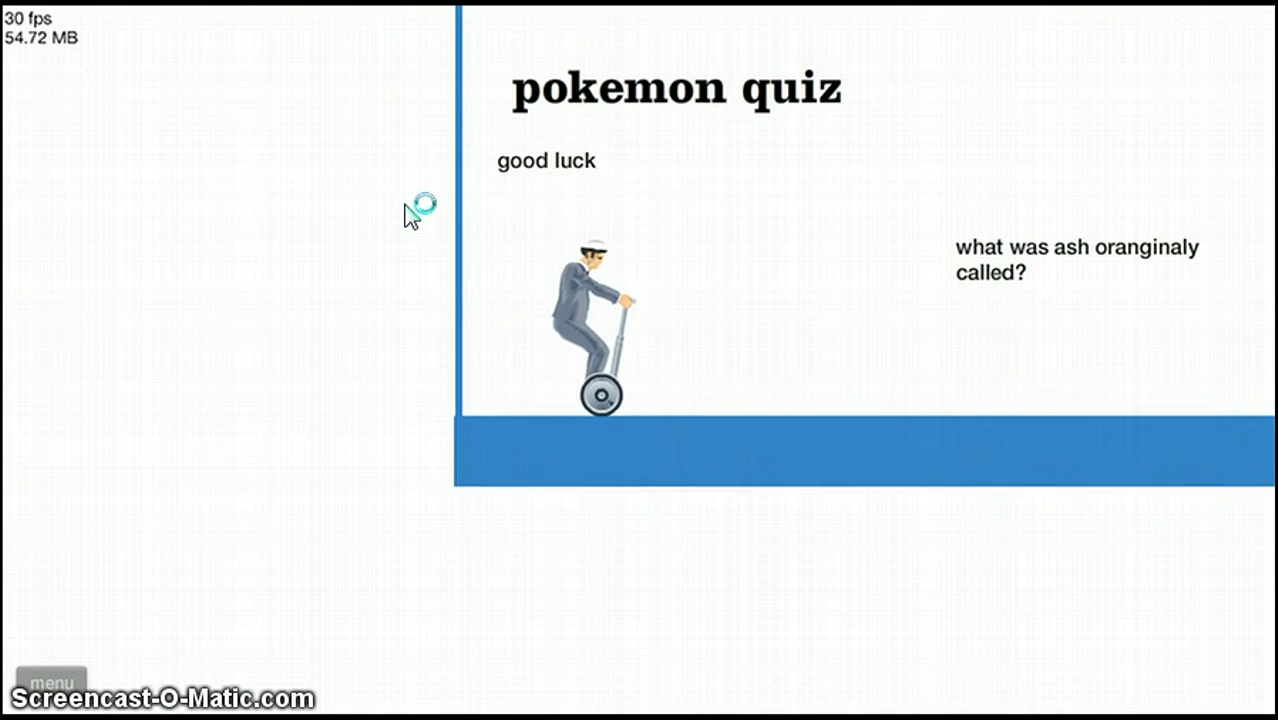 30 fps
54.72 MB
pokemon quiz
good luck
what was ash oranginaly
called?
menu
Screencast-O-Matic.com